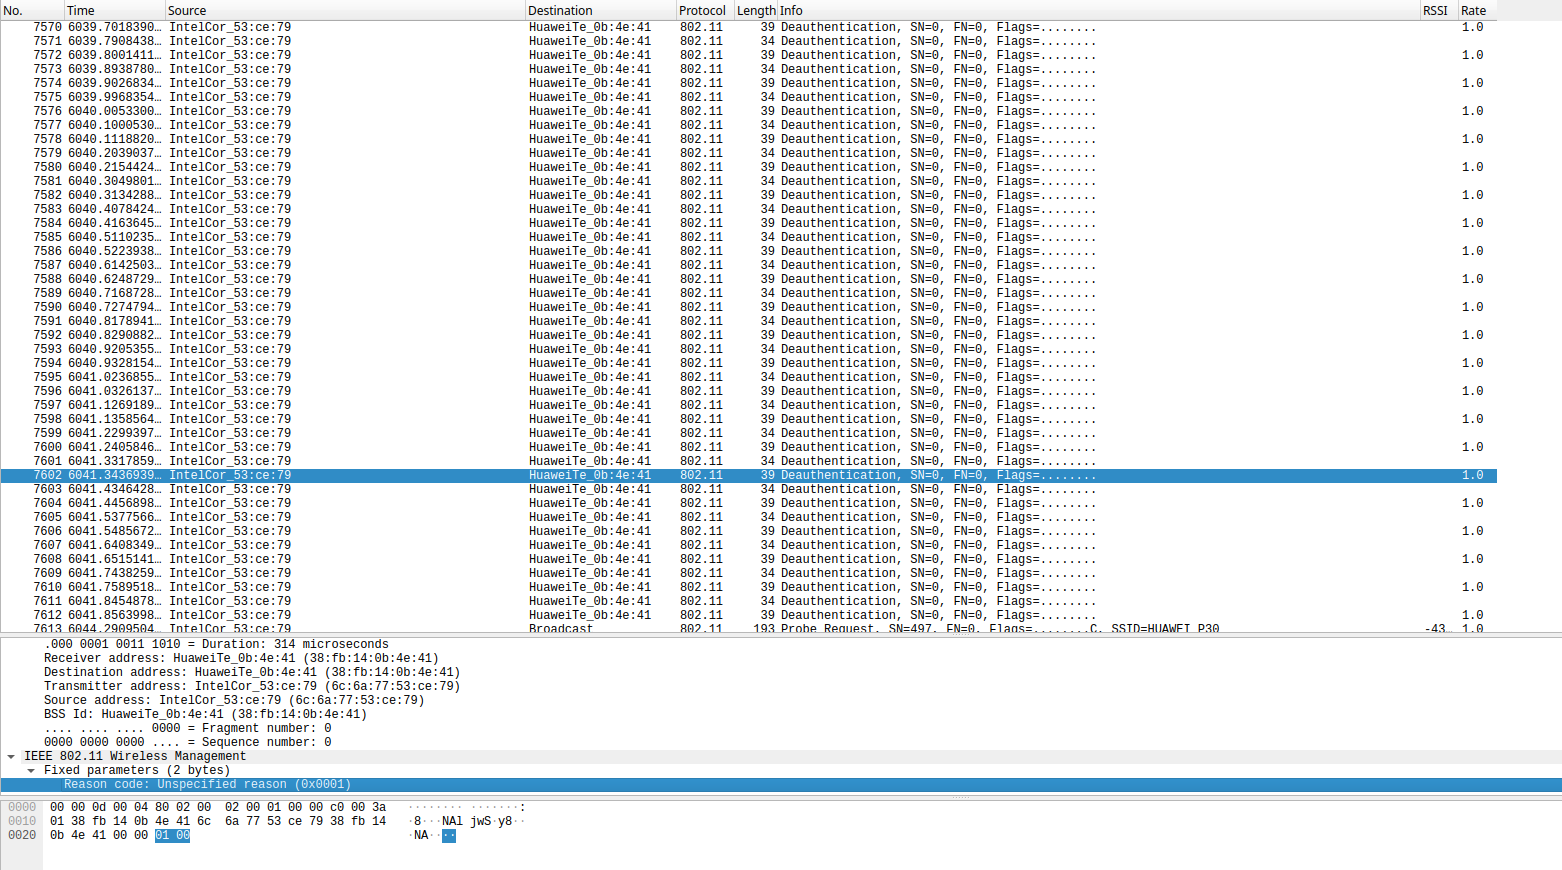 No. Time Source Destination Protocol Length Info RSSI Rate
7570 6039.7018390… IntelCor_53:ce:79 HuaweiTe_0b:4e:41 802.11 39 Deauthentication, SN=0, FN=0, Flags=........ 1.0
7571 6039.7908438… IntelCor_53:ce:79 HuaweiTe_0b:4e:41 802.11 34 Deauthentication, SN=0, FN=0, Flags=........
7572 6039.8001411… IntelCor_53:ce:79 HuaweiTe_0b:4e:41 802.11 39 Deauthentication, SN=0, FN=0, Flags=........ 1.0
7573 6039.8938780… IntelCor_53:ce:79 HuaweiTe_0b:4e:41 802.11 34 Deauthentication, SN=0, FN=0, Flags=........
7574 6039.9026834… IntelCor_53:ce:79 HuaweiTe_0b:4e:41 802.11 39 Deauthentication, SN=0, FN=0, Flags=........ 1.0
7575 6039.9968354… IntelCor_53:ce:79 HuaweiTe_0b:4e:41 802.11 34 Deauthentication, SN=0, FN=0, Flags=........
7576 6040.0053300… IntelCor_53:ce:79 HuaweiTe_0b:4e:41 802.11 39 Deauthentication, SN=0, FN=0, Flags=........ 1.0
7577 6040.1000530… IntelCor_53:ce:79 HuaweiTe_0b:4e:41 802.11 34 Deauthentication, SN=0, FN=0, Flags=........
7578 6040.1118820… IntelCor_53:ce:79 HuaweiTe_0b:4e:41 802.11 39 Deauthentication, SN=0, FN=0, Flags=........ 1.0
7579 6040.2039037… IntelCor_53:ce:79 HuaweiTe_0b:4e:41 802.11 34 Deauthentication, SN=0, FN=0, Flags=........
7580 6040.2154424… IntelCor_53:ce:79 HuaweiTe_0b:4e:41 802.11 39 Deauthentication, SN=0, FN=0, Flags=........ 1.0
7581 6040.3049801… IntelCor_53:ce:79 HuaweiTe_0b:4e:41 802.11 34 Deauthentication, SN=0, FN=0, Flags=........
7582 6040.3134288… IntelCor_53:ce:79 HuaweiTe_0b:4e:41 802.11 39 Deauthentication, SN=0, FN=0, Flags=........ 1.0
7583 6040.4078424… IntelCor_53:ce:79 HuaweiTe_0b:4e:41 802.11 34 Deauthentication, SN=0, FN=0, Flags=........
7584 6040.4163645… IntelCor_53:ce:79 HuaweiTe_0b:4e:41 802.11 39 Deauthentication, SN=0, FN=0, Flags=........ 1.0
7585 6040.5110235… IntelCor_53:ce:79 HuaweiTe_0b:4e:41 802.11 34 Deauthentication, SN=0, FN=0, Flags=........
7586 6040.5223938… IntelCor_53:ce:79 HuaweiTe_0b:4e:41 802.11 39 Deauthentication, SN=0, FN=0, Flags=........ 1.0
7587 6040.6142503… IntelCor_53:ce:79 HuaweiTe_0b:4e:41 802.11 34 Deauthentication, SN=0, FN=0, Flags=........
7588 6040.6248729… IntelCor_53:ce:79 HuaweiTe_0b:4e:41 802.11 39 Deauthentication, SN=0, FN=0, Flags=........ 1.0
7589 6040.7168728… IntelCor_53:ce:79 HuaweiTe_0b:4e:41 802.11 34 Deauthentication, SN=0, FN=0, Flags=........
7590 6040.7274794… IntelCor_53:ce:79 HuaweiTe_0b:4e:41 802.11 39 Deauthentication, SN=0, FN=0, Flags=........ 1.0
7591 6040.8178941… IntelCor_53:ce:79 HuaweiTe_0b:4e:41 802.11 34 Deauthentication, SN=0, FN=0, Flags=........
7592 6040.8290882… IntelCor_53:ce:79 HuaweiTe_0b:4e:41 802.11 39 Deauthentication, SN=0, FN=0, Flags=........ 1.0
7593 6040.9205355… IntelCor_53:ce:79 HuaweiTe_0b:4e:41 802.11 34 Deauthentication, SN=0, FN=0, Flags=........
7594 6040.9328154… IntelCor_53:ce:79 HuaweiTe_0b:4e:41 802.11 39 Deauthentication, SN=0, FN=0, Flags=........ 1.0
7595 6041.0236855… IntelCor_53:ce:79 HuaweiTe_0b:4e:41 802.11 34 Deauthentication, SN=0, FN=0, Flags=........
7596 6041.0326137… IntelCor_53:ce:79 HuaweiTe_0b:4e:41 802.11 39 Deauthentication, SN=0, FN=0, Flags=........ 1.0
7597 6041.1269189… IntelCor_53:ce:79 HuaweiTe_0b:4e:41 802.11 34 Deauthentication, SN=0, FN=0, Flags=........
7598 6041.1358564… IntelCor_53:ce:79 HuaweiTe_0b:4e:41 802.11 39 Deauthentication, SN=0, FN=0, Flags=........ 1.0
7599 6041.2299397… IntelCor_53:ce:79 HuaweiTe_0b:4e:41 802.11 34 Deauthentication, SN=0, FN=0, Flags=........
7600 6041.2405846… IntelCor_53:ce:79 HuaweiTe_0b:4e:41 802.11 39 Deauthentication, SN=0, FN=0, Flags=........ 1.0
7601 6041.3317859… IntelCor_53:ce:79 HuaweiTe_0b:4e:41 802.11 34 Deauthentication, SN=0, FN=0, Flags=........
7602 6041.3436939… IntelCor_53:ce:79 HuaweiTe_0b:4e:41 802.11 39 Deauthentication, SN=0, FN=0, Flags=........ 1.0
7603 6041.4346428… IntelCor_53:ce:79 HuaweiTe_0b:4e:41 802.11 34 Deauthentication, SN=0, FN=0, Flags=........
7604 6041.4456898… IntelCor_53:ce:79 HuaweiTe_0b:4e:41 802.11 39 Deauthentication, SN=0, FN=0, Flags=........ 1.0
7605 6041.5377566… IntelCor_53:ce:79 HuaweiTe_0b:4e:41 802.11 34 Deauthentication, SN=0, FN=0, Flags=........
7606 6041.5485672… IntelCor_53:ce:79 HuaweiTe_0b:4e:41 802.11 39 Deauthentication, SN=0, FN=0, Flags=........ 1.0
7607 6041.6408349… IntelCor_53:ce:79 HuaweiTe_0b:4e:41 802.11 34 Deauthentication, SN=0, FN=0, Flags=........
7608 6041.6515141… IntelCor_53:ce:79 HuaweiTe_0b:4e:41 802.11 39 Deauthentication, SN=0, FN=0, Flags=........ 1.0
7609 6041.7438259… IntelCor_53:ce:79 HuaweiTe_0b:4e:41 802.11 34 Deauthentication, SN=0, FN=0, Flags=........
7610 6041.7589518… IntelCor_53:ce:79 HuaweiTe_0b:4e:41 802.11 39 Deauthentication, SN=0, FN=0, Flags=........ 1.0
7611 6041.8454878… IntelCor_53:ce:79 HuaweiTe_0b:4e:41 802.11 34 Deauthentication, SN=0, FN=0, Flags=........
7612 6041.8563998… IntelCor_53:ce:79 HuaweiTe_0b:4e:41 802.11 39 Deauthentication, SN=0, FN=0, Flags=........ 1.0
7613 6044.2909504… IntelCor_53:ce:79 Broadcast 802.11 193 Probe Request, SN=497, FN=0, Flags=........C, SSID=HUAWEI P30 -43… 1.0
.000 0001 0011 1010 = Duration: 314 microseconds
Receiver address: HuaweiTe_0b:4e:41 (38:fb:14:0b:4e:41)
Destination address: HuaweiTe_0b:4e:41 (38:fb:14:0b:4e:41)
Transmitter address: IntelCor_53:ce:79 (6c:6a:77:53:ce:79)
Source address: IntelCor_53:ce:79 (6c:6a:77:53:ce:79)
BSS Id: HuaweiTe_0b:4e:41 (38:fb:14:0b:4e:41)
.... .... .... 0000 = Fragment number: 0
0000 0000 0000 .... = Sequence number: 0
IEEE 802.11 Wireless Management
Fixed parameters (2 bytes)
Reason code: Unspecified reason (0x0001)
0000 00 00 0d 00 04 80 02 00 02 00 01 00 00 c0 00 3a ········ ·······:
0010 01 38 fb 14 0b 4e 41 6c 6a 77 53 ce 79 38 fb 14 ·8···NAl jwS·y8··
0020 0b 4e 41 00 00 01 00 ·NA····